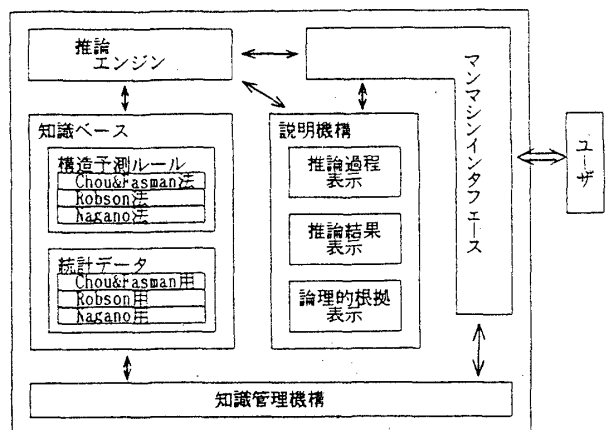 推論
エンジン
マンマシンインタフェース
ユーザ
知識ベース
構造予測ルール
Chou&Fasman法
Robson法
Nagano法
統計データ
Chou&Fasman用
Robson用
Nagano用
説明機構
推論過程
表示
推論結果
表示
論理的根拠
表示
知識管理機構